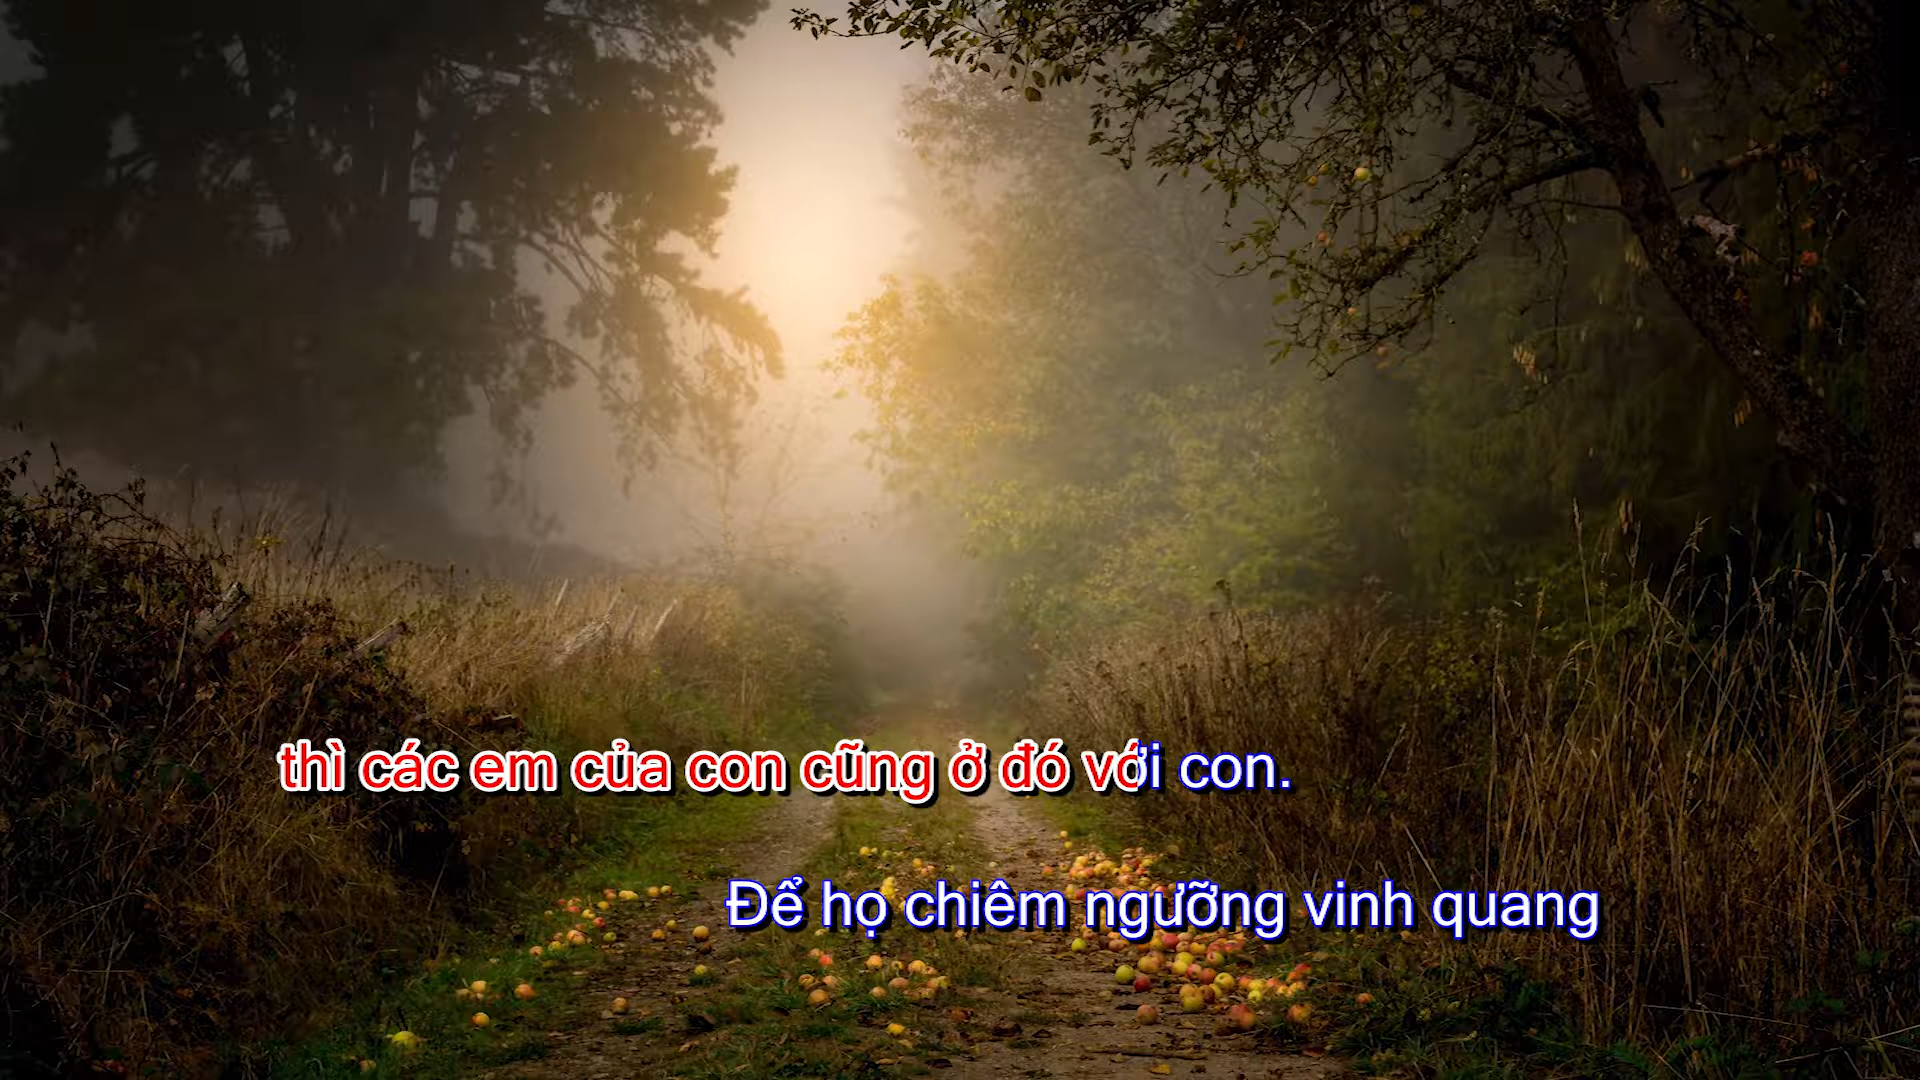 thì các em của con cũng ở đó với con.
Để họ chiêm ngưỡng vinh quang